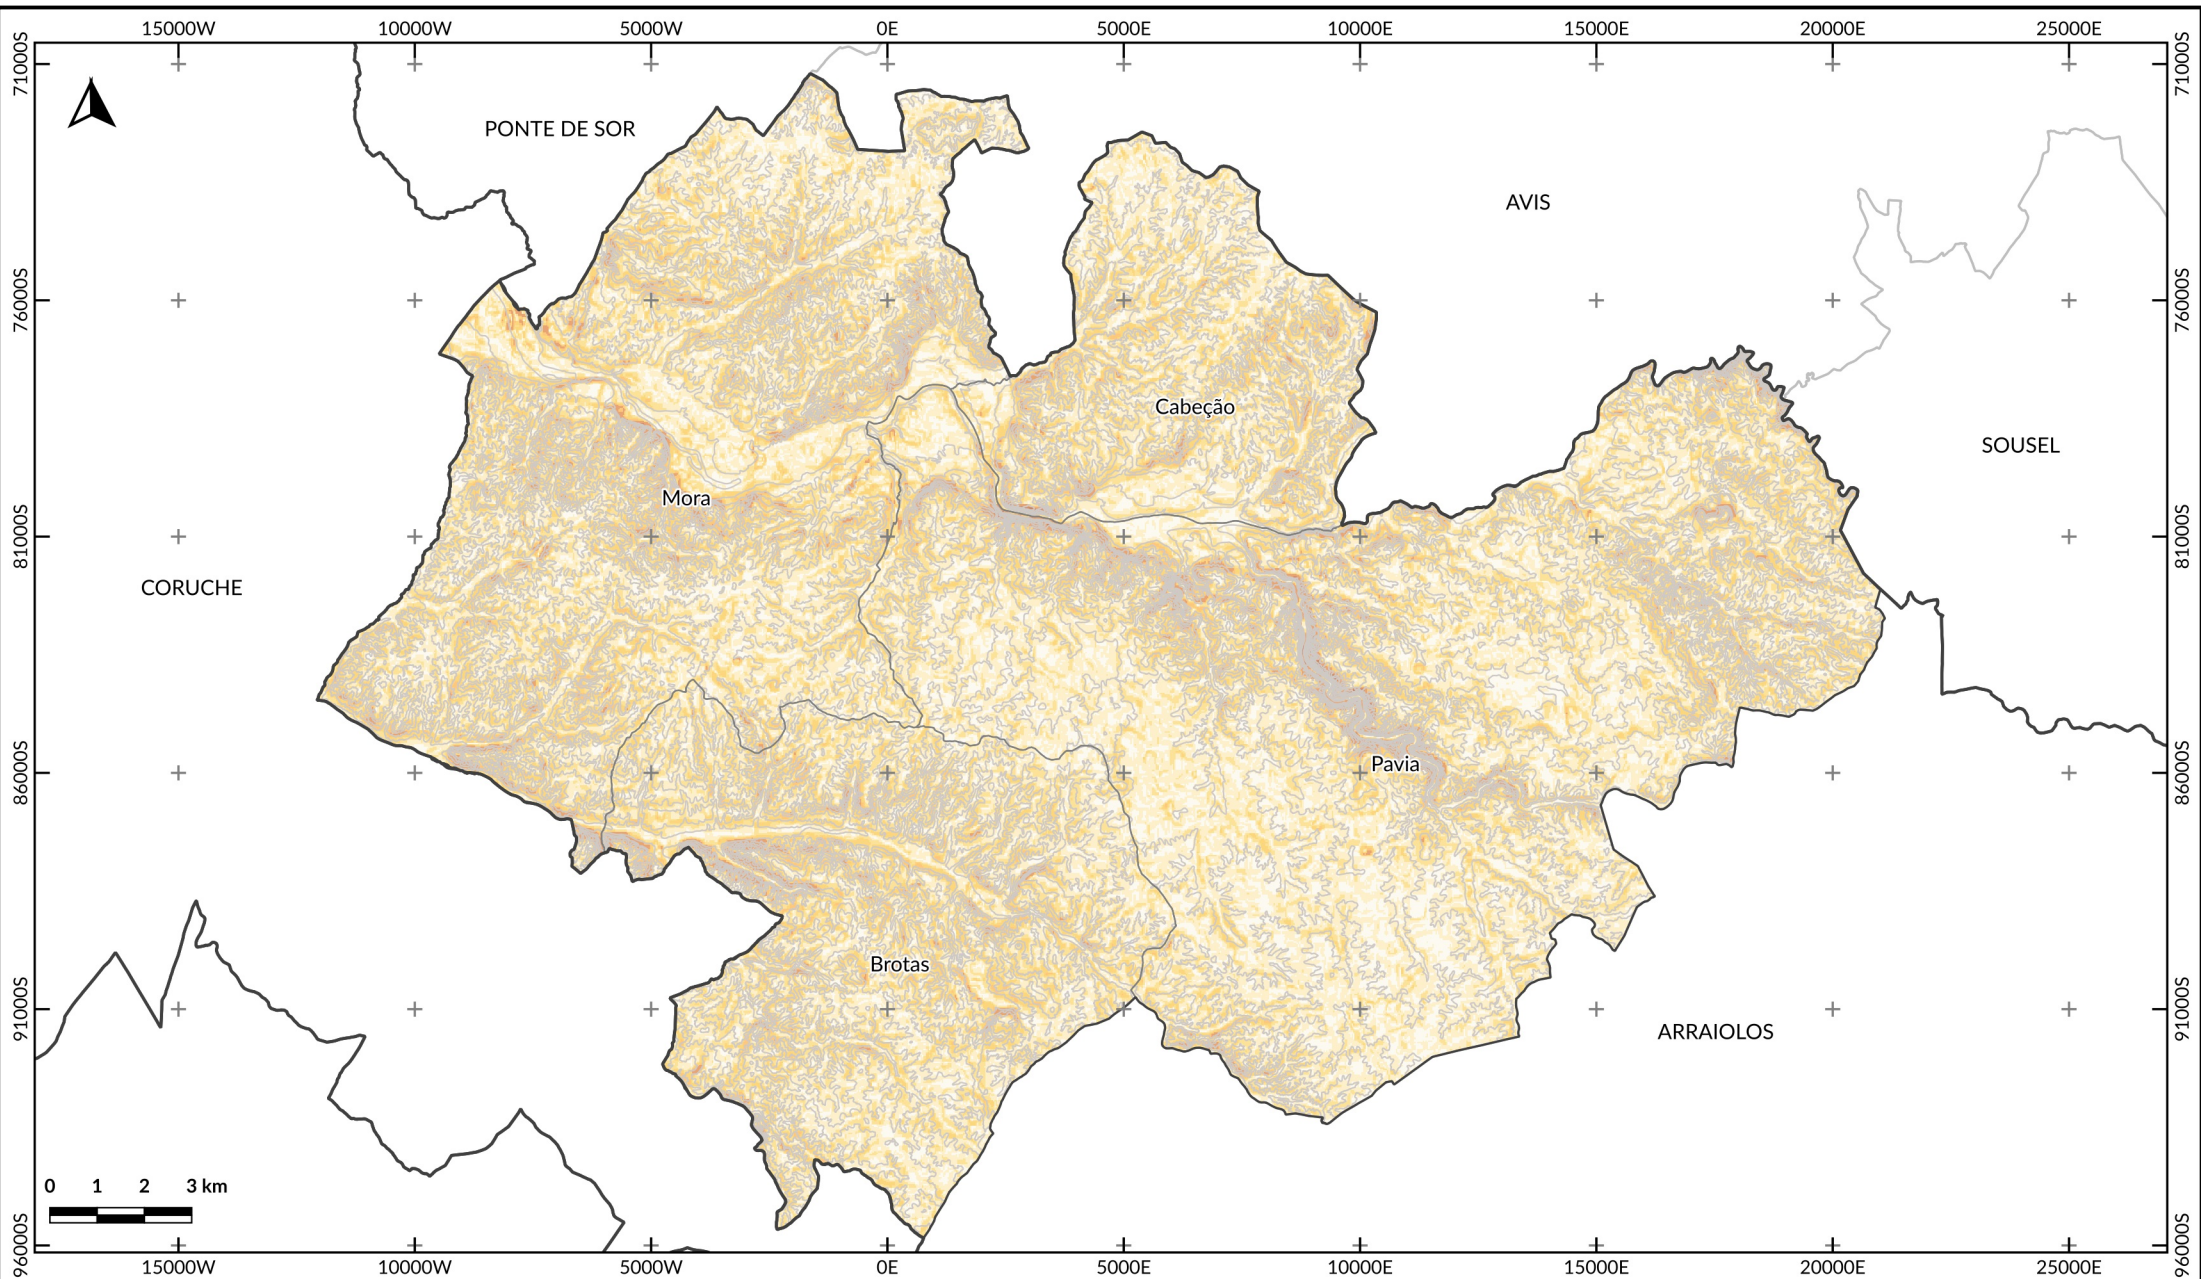 15000W 10000W 5000W 0E 5000E 10000E 15000E 20000E 25000E
71000S 71000S
PONTE DE SOR
AVIS
76000S 76000S
Cabeção
SOUSEL
Mora
81000S 81000S
CORUCHE
Pavia
86000S 86000S
Brotas
91000S 91000S
ARRAIOLOS
0 1 2 3 km
96000S 96000S
15000W 10000W 5000W 0E 5000E 10000E 15000E 20000E 25000E